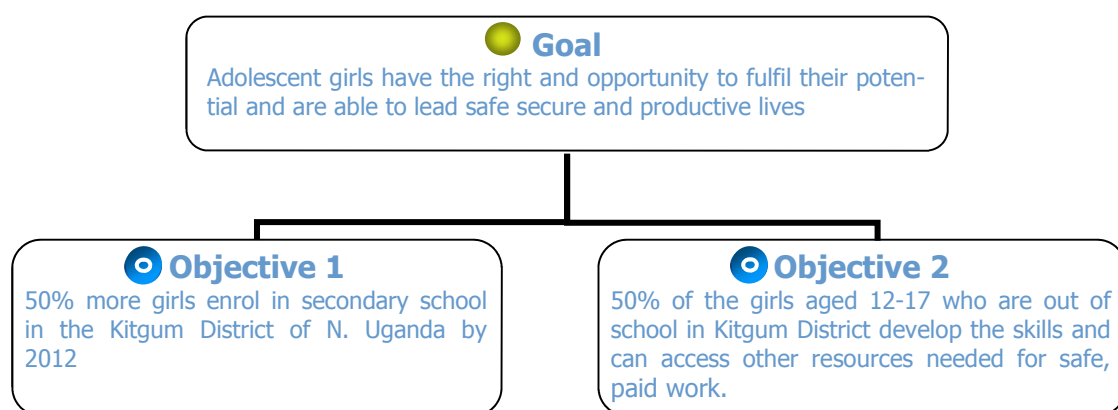 Goal
Adolescent girls have the right and opportunity to fulfil their poten-
tial and are able to lead safe secure and productive lives
Objective 1
50% more girls enrol in secondary school
in the Kitgum District of N. Uganda by
2012
Objective 2
50% of the girls aged 12-17 who are out of
school in Kitgum District develop the skills and
can access other resources needed for safe,
paid work.